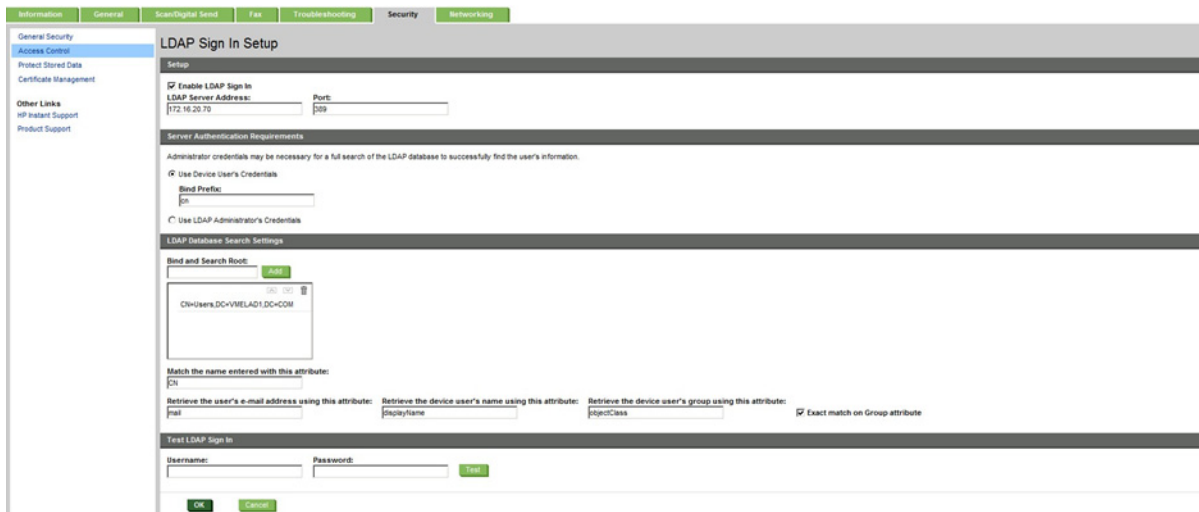 Information General Scan/Digital Send Fax Troubleshooting Security Networking
General Security
Access Control
Protect Stored Data
Certificate Management
Other Links
HP Instant Support
Product Support
LDAP Sign In Setup
Setup
Enable LDAP Sign In
LDAP Server Address: Port:
172.16.20.70 389
Server Authentication Requirements
Administrator credentials may be necessary for a full search of the LDAP database to successfully find the user's information.
Use Device User's Credentials
Bind Prefix:
cn
Use LDAP Administrator's Credentials
LDAP Database Search Settings
Bind and Search Root:
Add
CN=Users,DC=VMELAD1,DC=COM
Match the name entered with this attribute:
CN
Retrieve the user's e-mail address using this attribute: Retrieve the device user's name using this attribute: Retrieve the device user's group using this attribute:
mail displayName objectClass Exact match on Group attribute
Test LDAP Sign In
Username: Password:
Test
OK Cancel